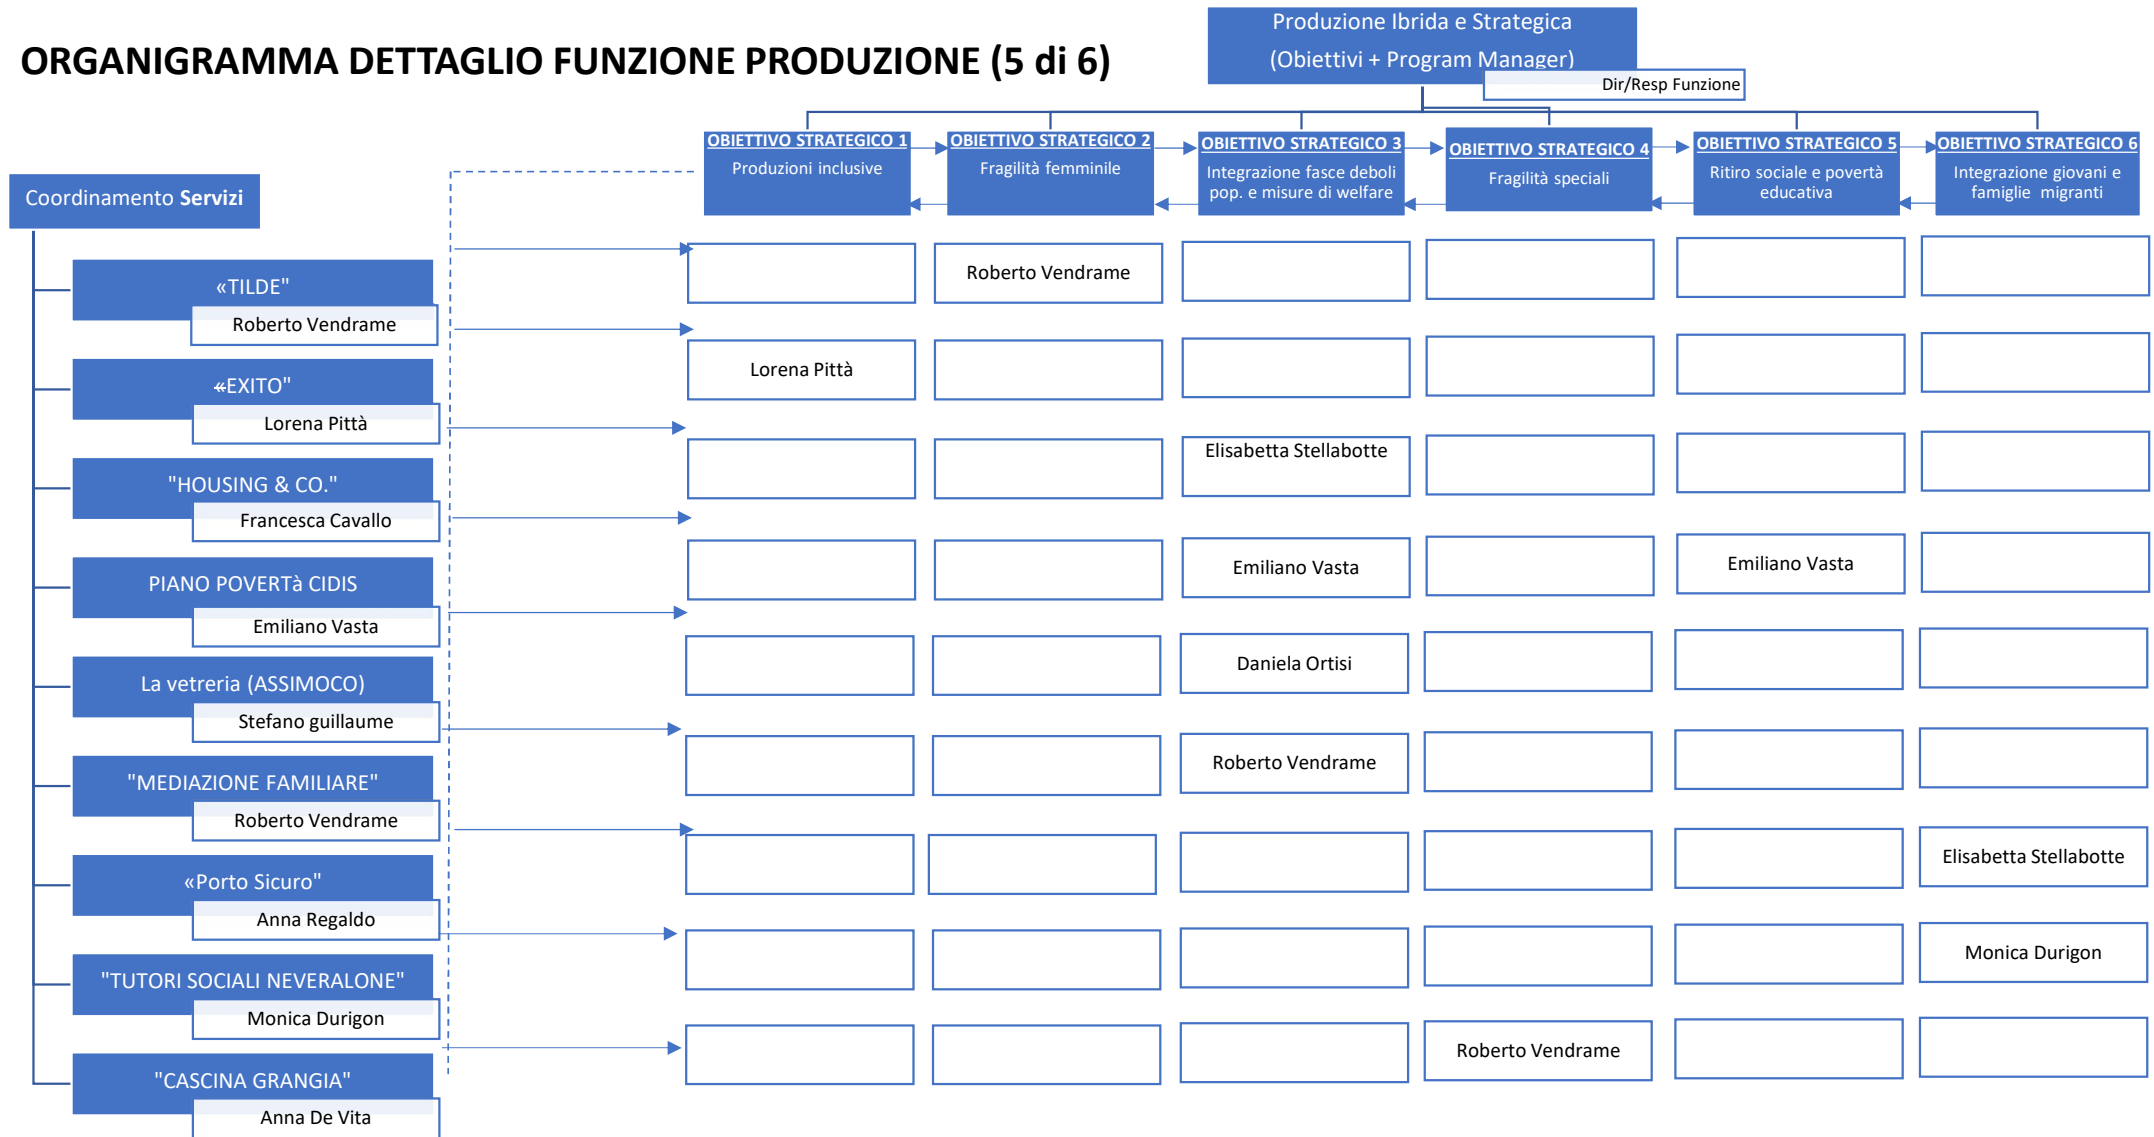 Produzione Ibrida e Strategica
(Obiettivi + Program Manager)
Dir/Resp Funzione
ORGANIGRAMMA DETTAGLIO FUNZIONE PRODUZIONE (5 di 6)
OBIETTIVO STRATEGICO 1
Produzioni inclusive
OBIETTIVO STRATEGICO 2
Fragilità femminile
OBIETTIVO STRATEGICO 3
Integrazione fasce deboli
pop. e misure di welfare
OBIETTIVO STRATEGICO 4
Fragilità speciali
OBIETTIVO STRATEGICO 5
Ritiro sociale e povertà
educativa
OBIETTIVO STRATEGICO 6
Integrazione giovani e
famiglie migranti
Coordinamento Servizi
«TILDE"
Roberto Vendrame
Roberto Vendrame
«EXITO"
Lorena Pittà
Lorena Pittà
"HOUSING & CO."
Francesca Cavallo
Elisabetta Stellabotte
PIANO POVERTà CIDIS
Emiliano Vasta
Emiliano Vasta
Emiliano Vasta
La vetreria (ASSIMOCO)
Stefano guillaume
Daniela Ortisi
"MEDIAZIONE FAMILIARE"
Roberto Vendrame
Roberto Vendrame
«Porto Sicuro"
Anna Regaldo
Elisabetta Stellabotte
"TUTORI SOCIALI NEVERALONE"
Monica Durigon
Monica Durigon
"CASCINA GRANGIA"
Anna De Vita
Roberto Vendrame